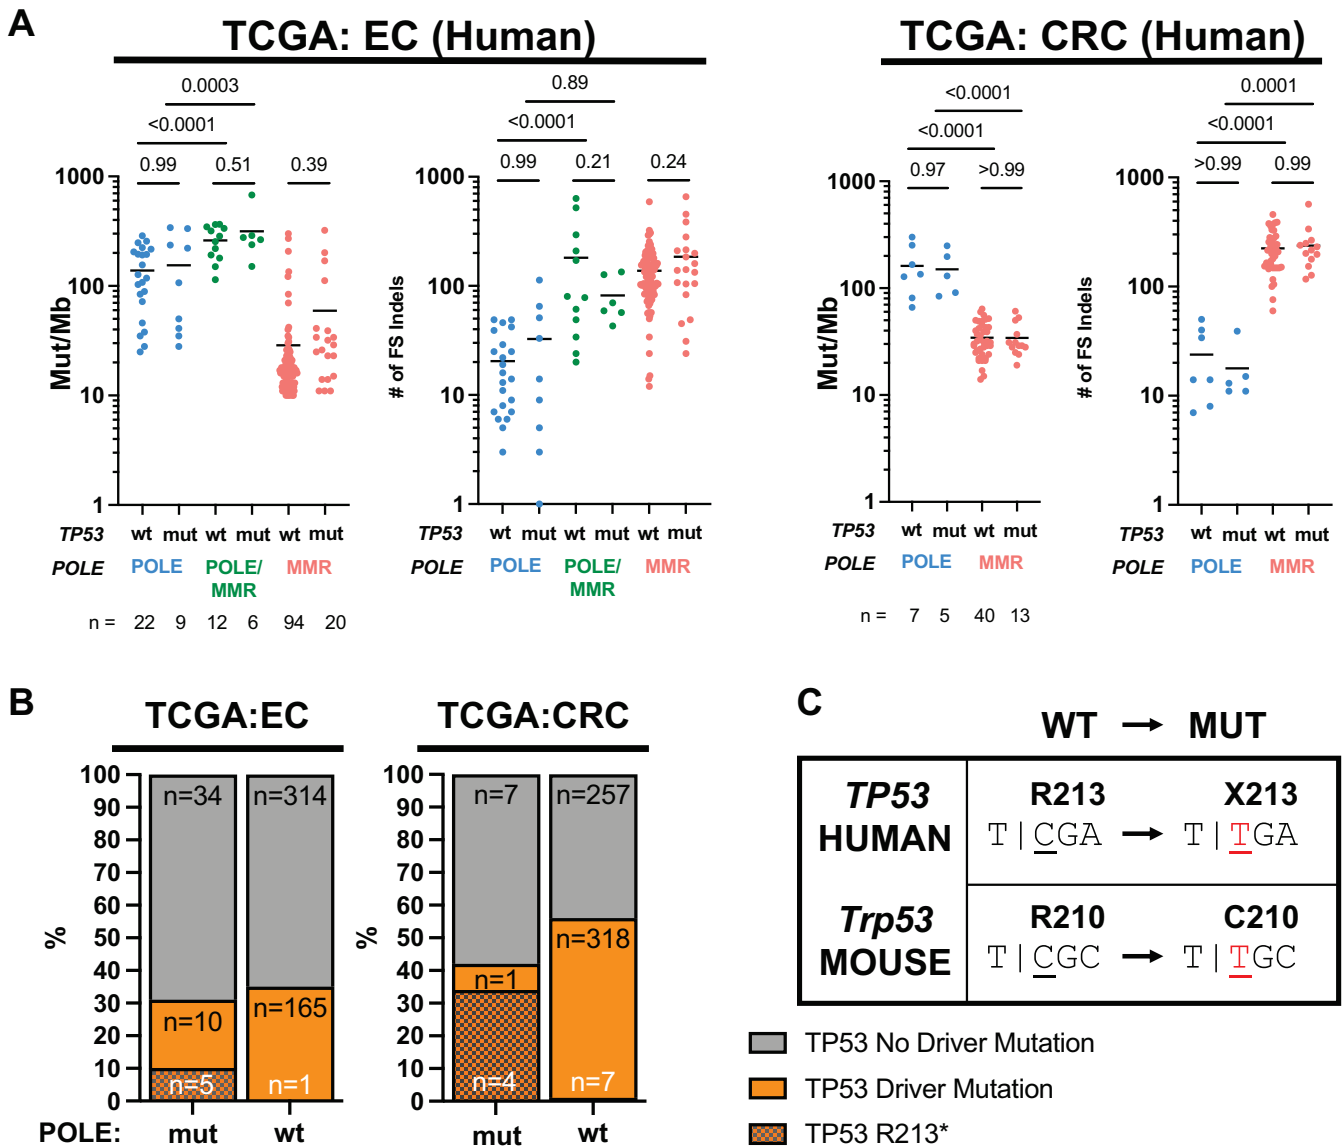 A
TCGA: EC (Human)
TCGA: CRC (Human)
0.0003
<0.0001
0.99
0.51
0.39
Mut/Mb
1000
100
10
1
TP53
wt mut wt mut wt mut
POLE
POLE
POLE/
MMR
MMR
n = 22 9 12 6 94 20
0.89
<0.0001
0.99
0.21
0.24
# of FS Indels
1000
100
10
1
wt mut wt mut wt mut
POLE
POLE/
MMR
MMR
<0.0001
<0.0001
0.97
>0.99
Mut/Mb
1000
100
10
1
TP53
wt mut wt mut
POLE
POLE
MMR
n = 7 5 40 13
0.0001
<0.0001
>0.99
0.99
# of FS Indels
1000
100
10
1
TP53
wt mut wt mut
POLE
POLE
MMR
B
TCGA:EC
%
100
90
80
70
60
50
40
30
20
10
0
n=34
n=314
n=10
n=165
n=5
n=1
POLE: mut wt
TCGA:CRC
%
100
90
80
70
60
50
40
30
20
10
0
n=7
n=257
n=1
n=318
n=4
n=7
mut wt
C
WT → MUT
TP53
HUMAN
R213
X213
T|CGA → T|TGA
Trp53
MOUSE
R210
C210
T|CGC → T|TGC
TP53 No Driver Mutation
TP53 Driver Mutation
TP53 R213*